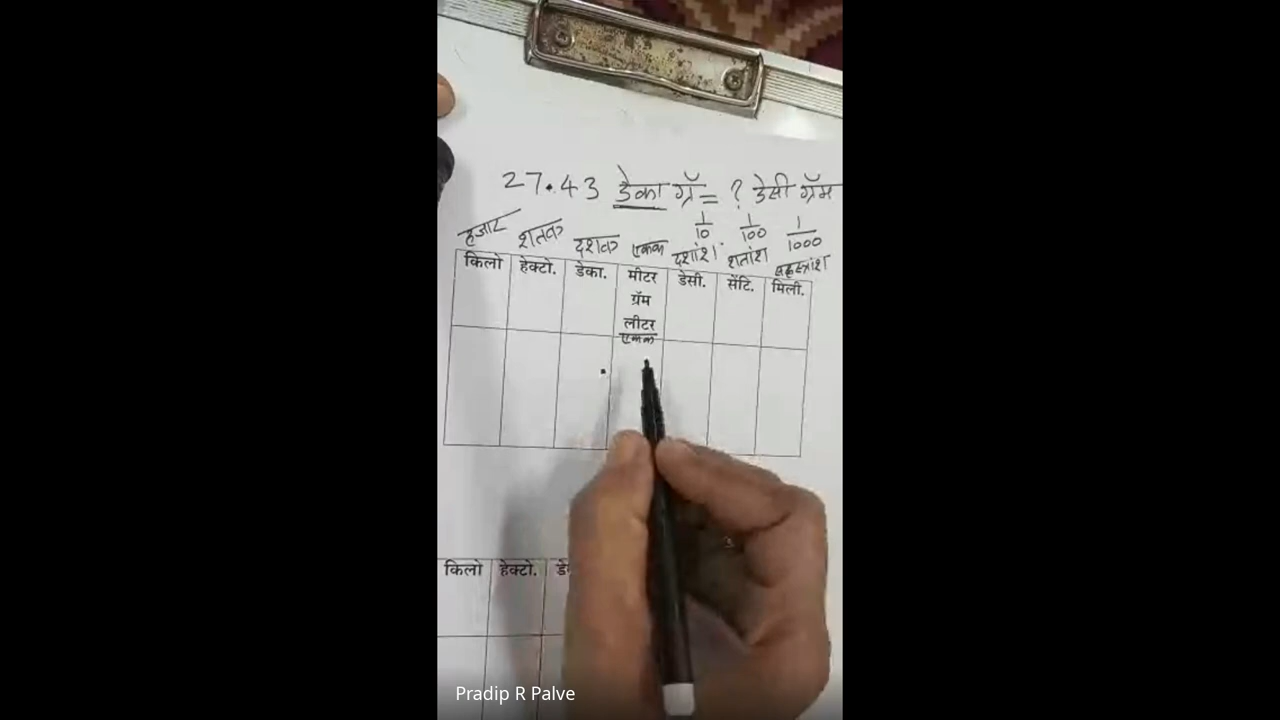 27.43 डेका ग्रॅ = ? डेसी ग्रॅम
1/10 1/100 1/1000
हजार शतक दशक एकक दशांश शतांश सहस्त्रांश
किलो हेक्टो. डेका. मीटर डेसी. सेंटि. मिली.
ग्रॅम
लीटर
एकक
.
किलो हेक्टो. डे
Pradip R Palve